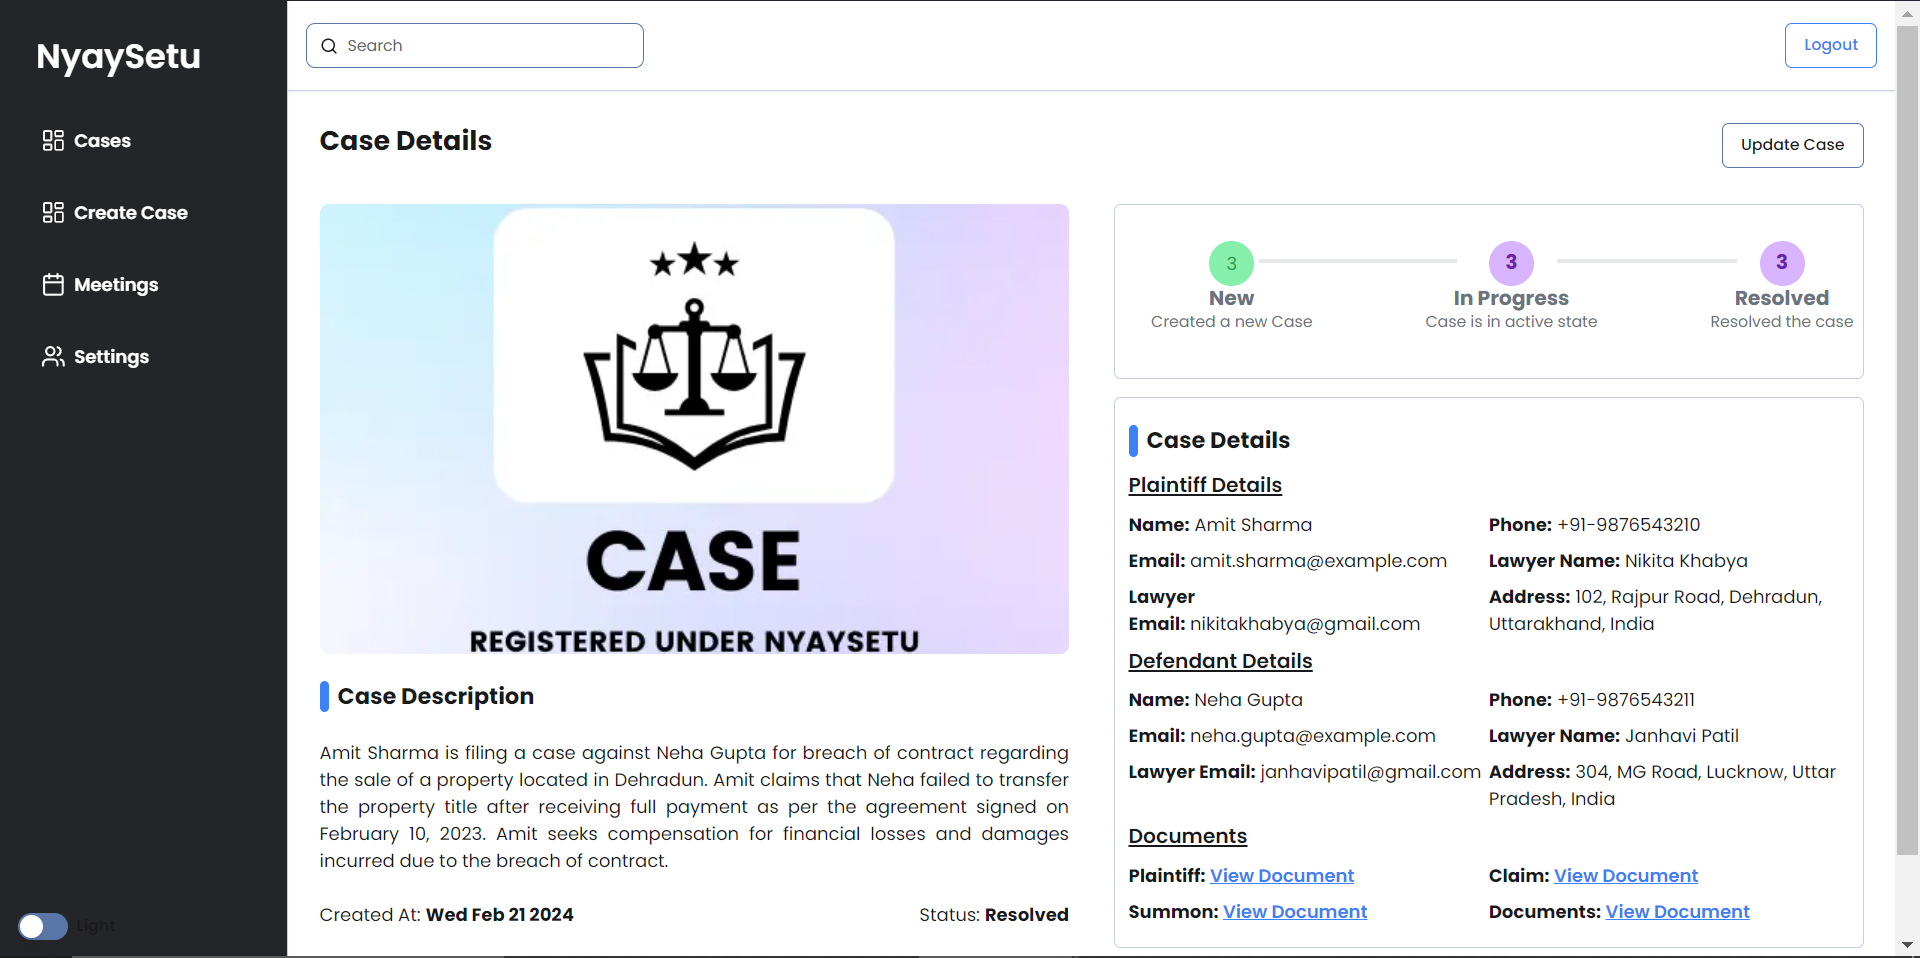 NyaySetu
Cases
Create Case
Meetings
Settings
Light
Search
Logout
Case Details
Update Case
CASE
REGISTERED UNDER NYAYSETU
Case Description
Amit Sharma is filing a case against Neha Gupta for breach of contract regarding
the sale of a property located in Dehradun. Amit claims that Neha failed to transfer
the property title after receiving full payment as per the agreement signed on
February 10, 2023. Amit seeks compensation for financial losses and damages
incurred due to the breach of contract.
Created At: Wed Feb 21 2024
Status: Resolved
3
New
Created a new Case
3
In Progress
Case is in active state
3
Resolved
Resolved the case
Case Details
Plaintiff Details
Name: Amit Sharma
Phone: +91-9876543210
Email: amit.sharma@example.com
Lawyer Name: Nikita Khabya
Lawyer
Email: nikitakhabya@gmail.com
Address: 102, Rajpur Road, Dehradun,
Uttarakhand, India
Defendant Details
Name: Neha Gupta
Phone: +91-9876543211
Email: neha.gupta@example.com
Lawyer Name: Janhavi Patil
Lawyer Email: janhavipatil@gmail.com
Address: 304, MG Road, Lucknow, Uttar
Pradesh, India
Documents
Plaintiff: View Document
Claim: View Document
Summon: View Document
Documents: View Document